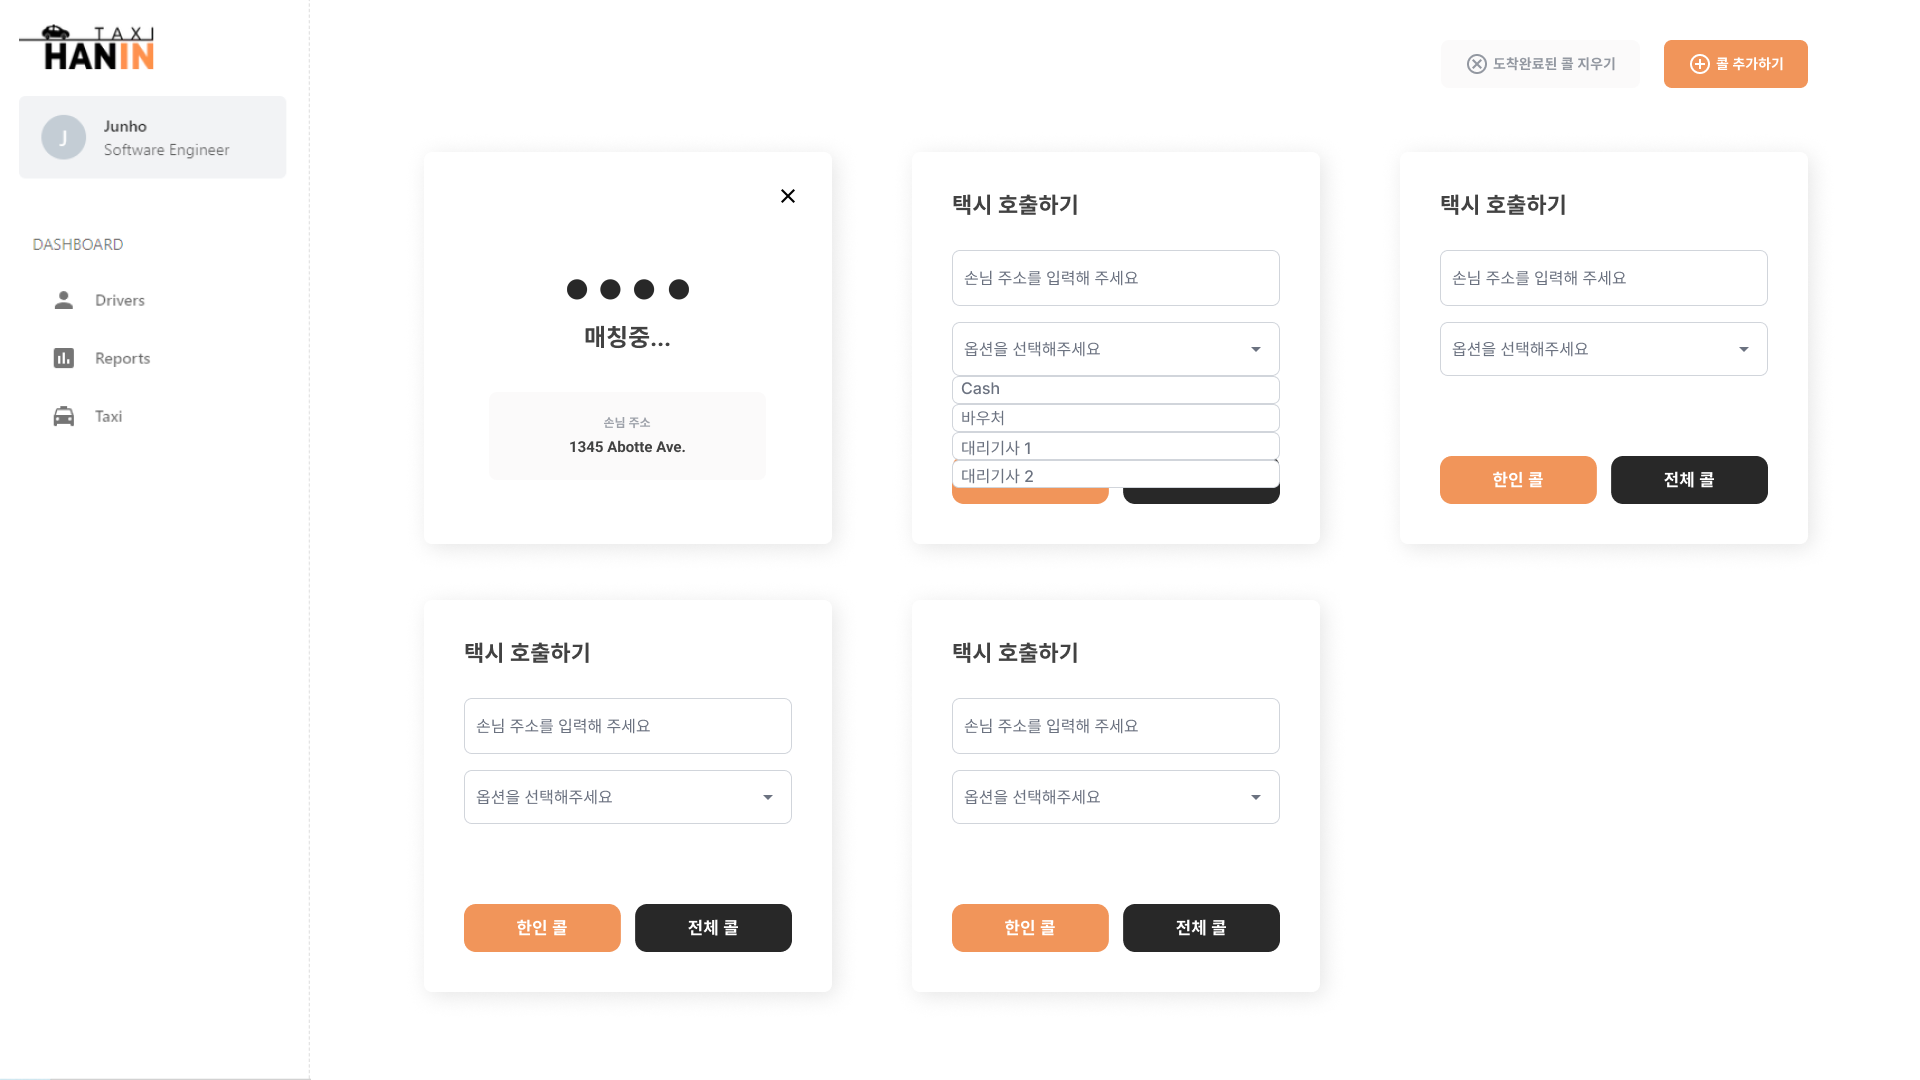 TAXI
HANIN
J
Junho
Software Engineer
DASHBOARD
Drivers
Reports
Taxi
도착완료된 콜 지우기
콜 추가하기
매칭중...
손님 주소
1345 Abotte Ave.
택시 호출하기
손님 주소를 입력해 주세요
옵션을 선택해주세요
Cash
바우처
대리기사 1
대리기사 2
택시 호출하기
손님 주소를 입력해 주세요
옵션을 선택해주세요
한인 콜
전체 콜
택시 호출하기
손님 주소를 입력해 주세요
옵션을 선택해주세요
한인 콜
전체 콜
택시 호출하기
손님 주소를 입력해 주세요
옵션을 선택해주세요
한인 콜
전체 콜